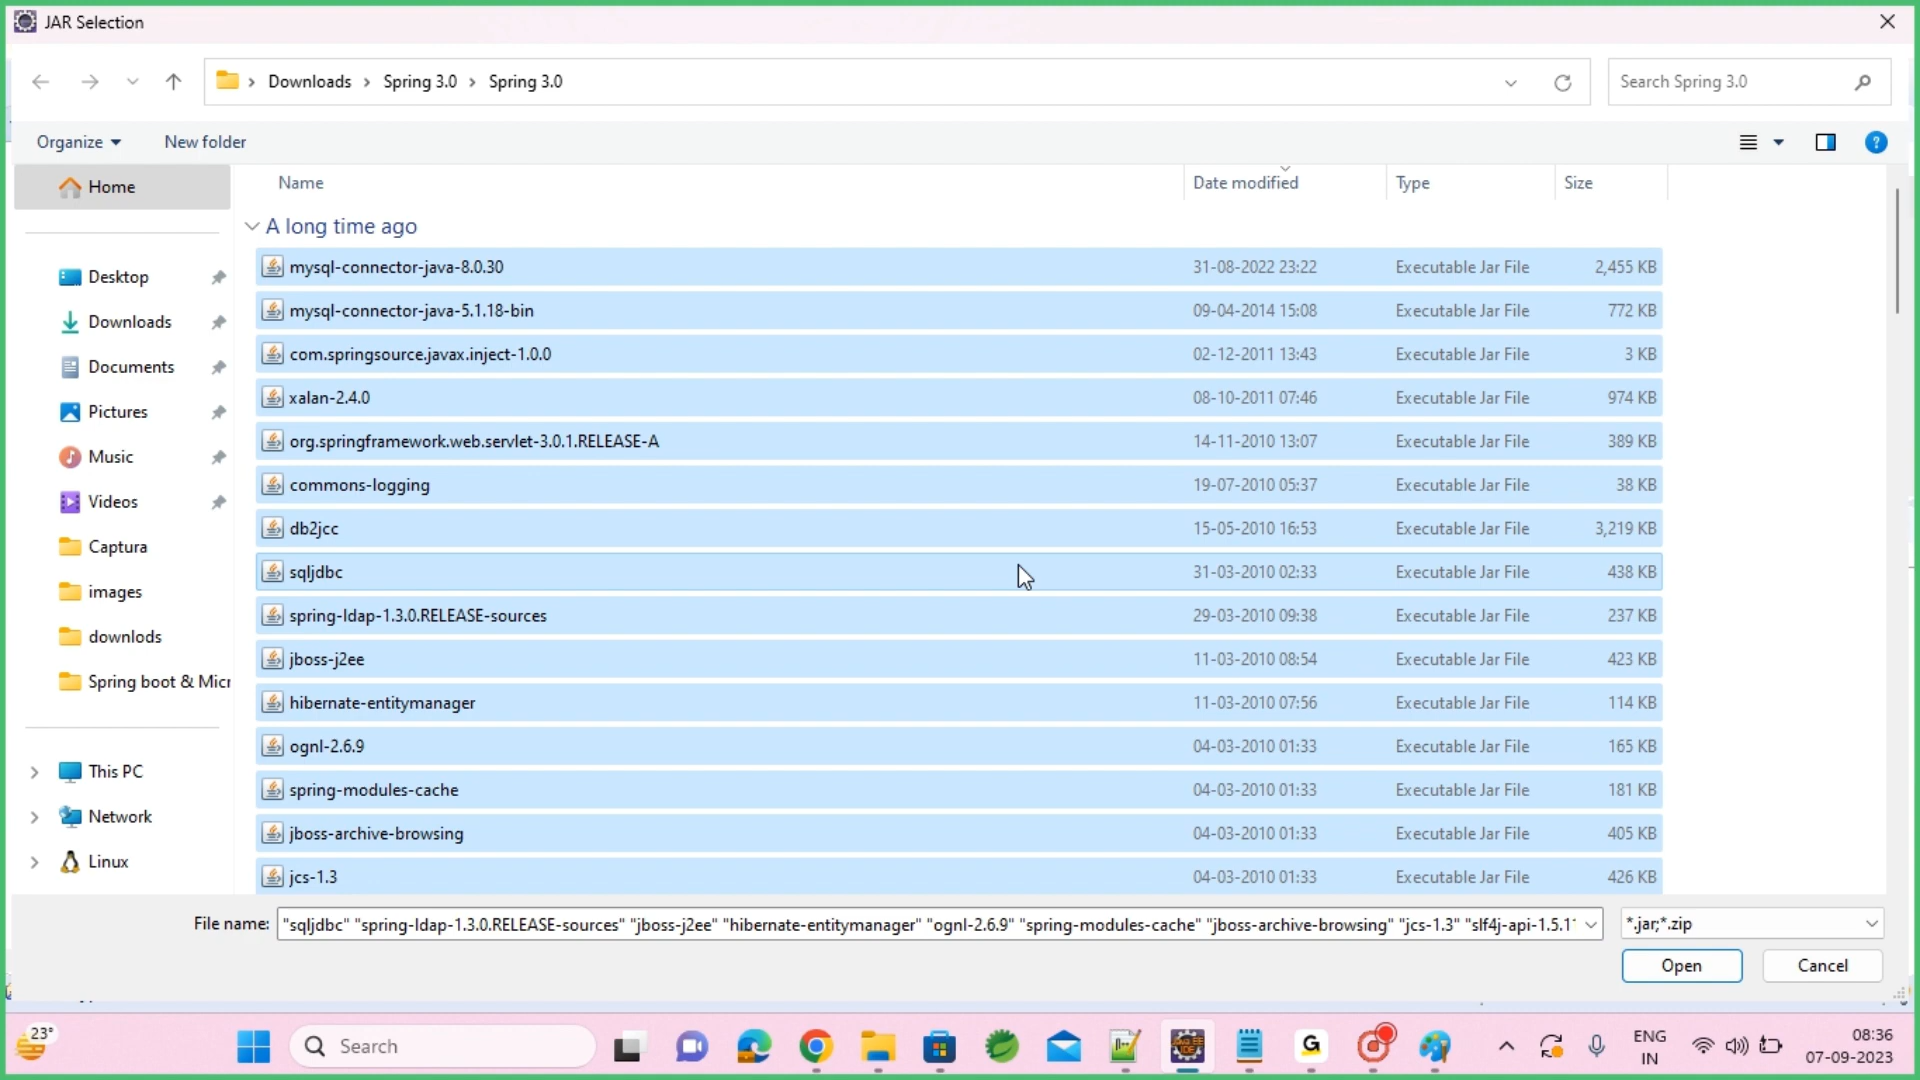 JAR Selection
Downloads Spring 3.0 Spring 3.0
Search Spring 3.0
Organize New folder
Name Date modified Type Size
Home
Desktop
Downloads
Documents
Pictures
Music
Videos
Captura
images
downlods
Spring boot & Micr
This PC
Network
Linux
A long time ago
mysql-connector-java-8.0.30 31-08-2022 23:22 Executable Jar File 2,455 KB
mysql-connector-java-5.1.18-bin 09-04-2014 15:08 Executable Jar File 772 KB
com.springsource.javax.inject-1.0.0 02-12-2011 13:43 Executable Jar File 3 KB
xalan-2.4.0 08-10-2011 07:46 Executable Jar File 974 KB
org.springframework.web.servlet-3.0.1.RELEASE-A 14-11-2010 13:07 Executable Jar File 389 KB
commons-logging 19-07-2010 05:37 Executable Jar File 38 KB
db2jcc 15-05-2010 16:53 Executable Jar File 3,219 KB
sqljdbc 31-03-2010 02:33 Executable Jar File 438 KB
spring-ldap-1.3.0.RELEASE-sources 29-03-2010 09:38 Executable Jar File 237 KB
jboss-j2ee 11-03-2010 08:54 Executable Jar File 423 KB
hibernate-entitymanager 11-03-2010 07:56 Executable Jar File 114 KB
ognl-2.6.9 04-03-2010 01:33 Executable Jar File 165 KB
spring-modules-cache 04-03-2010 01:33 Executable Jar File 181 KB
jboss-archive-browsing 04-03-2010 01:33 Executable Jar File 405 KB
jcs-1.3 04-03-2010 01:33 Executable Jar File 426 KB
File name: "sqljdbc" "spring-ldap-1.3.0.RELEASE-sources" "jboss-j2ee" "hibernate-entitymanager" "ognl-2.6.9" "spring-modules-cache" "jboss-archive-browsing" "jcs-1.3" "slf4j-api-1.5.1 *.jar;*.zip
Open Cancel
23°
Search
ENG
IN
08:36
07-09-2023